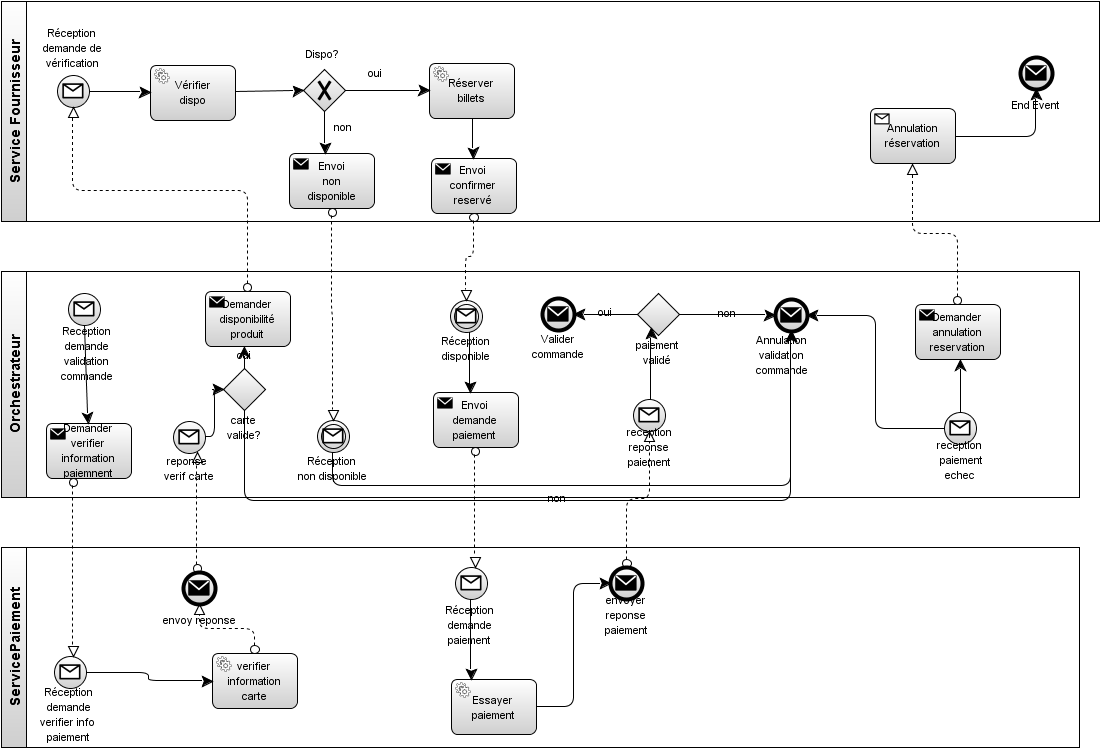 Service Fournisseur
Réception
demande de
vérification
Vérifier
dispo
Dispo?
X
oui
non
Réserver
billets
Envoi
non
disponible
Envoi
confirmer
reservé
Annulation
réservation
End Event
Orchestrateur
Reception
demande
validation
commande
Demander
verifier
information
paiemnent
Demander
disponibilité
produit
oui
carte
valide?
reponse
verif carte
Réception
non disponible
Réception
disponible
Envoi
demande
paiement
Valider
commande
oui
paiement
validé
non
Annulation
validation
commande
reception
reponse
paiement
Demander
annulation
reservation
reception
paiement
echec
non
ServicePaiement
envoy reponse
Réception
demande
verifier info
paiement
verifier
information
carte
Réception
demande
paiement
Essayer
paiement
envoyer
reponse
paiement